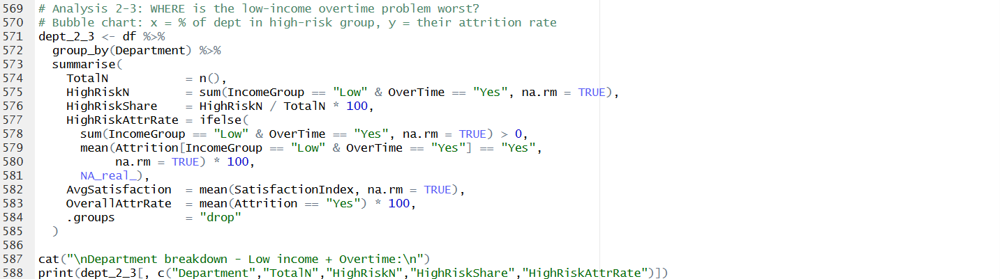 569 # Analysis 2-3: WHERE is the low-income overtime problem worst?
570 # Bubble chart: x = % of dept in high-risk group, y = their attrition rate
571 dept_2_3 <- df %>%
572   group_by(Department) %>%
573   summarise(
574     TotalN           = n(),
575     HighRiskN        = sum(IncomeGroup == "Low" & OverTime == "Yes", na.rm = TRUE),
576     HighRiskShare    = HighRiskN / TotalN * 100,
577     HighRiskAttrRate = ifelse(
578       sum(IncomeGroup == "Low" & OverTime == "Yes", na.rm = TRUE) > 0,
579       mean(Attrition[IncomeGroup == "Low" & OverTime == "Yes"] == "Yes",
580            na.rm = TRUE) * 100,
581       NA_real_),
582     AvgSatisfaction  = mean(SatisfactionIndex, na.rm = TRUE),
583     OverallAttrRate  = mean(Attrition == "Yes") * 100,
584     .groups          = "drop"
585   )
586
587 cat("\nDepartment breakdown - Low income + Overtime:\n")
588 print(dept_2_3[, c("Department","TotalN","HighRiskN","HighRiskShare","HighRiskAttrRate")])